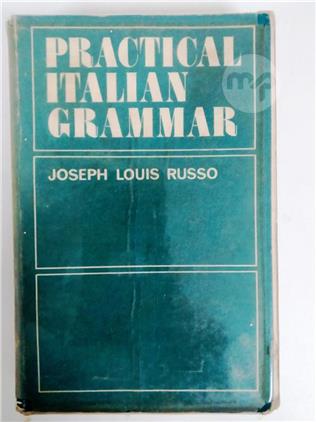 PRACTICAL
ITALIAN
GRAMMAR
JOSEPH LOUIS RUSSO